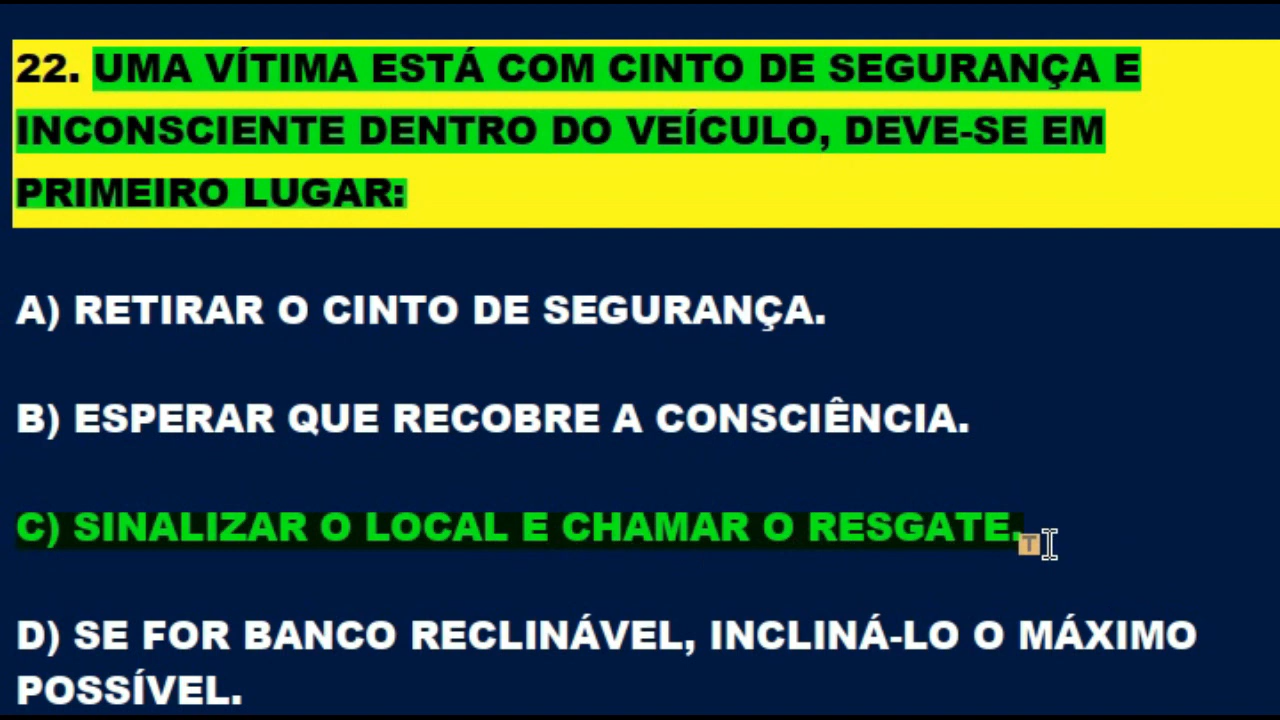 22. UMA VÍTIMA ESTÁ COM CINTO DE SEGURANÇA E
INCONSCIENTE DENTRO DO VEÍCULO, DEVE-SE EM
PRIMEIRO LUGAR:
A) RETIRAR O CINTO DE SEGURANÇA.
B) ESPERAR QUE RECOBRE A CONSCIÊNCIA.
C) SINALIZAR O LOCAL E CHAMAR O RESGATE.
T
D) SE FOR BANCO RECLINÁVEL, INCLINÁ-LO O MÁXIMO
POSSÍVEL.